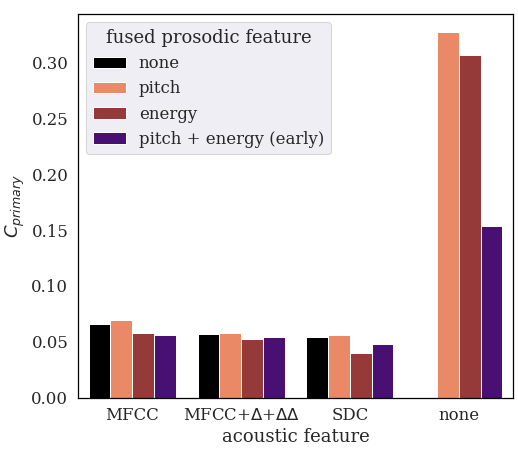 fused prosodic feature
none
pitch
energy
pitch + energy (early)
C_primary
0.30
0.25
0.20
0.15
0.10
0.05
0.00
MFCC MFCC+Δ+ΔΔ SDC none
acoustic feature